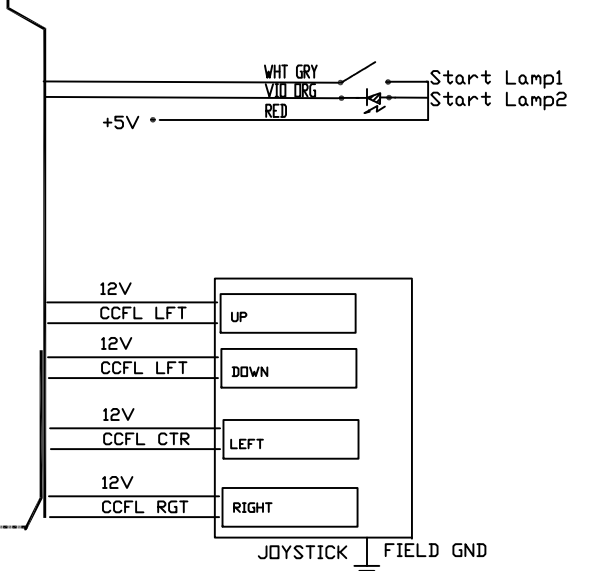 WHT GRY
Start Lamp1
VIO ORG
Start Lamp2
RED
+5V
12V
CCFL LFT
UP
12V
CCFL LFT
DOWN
12V
CCFL CTR
LEFT
12V
CCFL RGT
RIGHT
JOYSTICK
FIELD GND